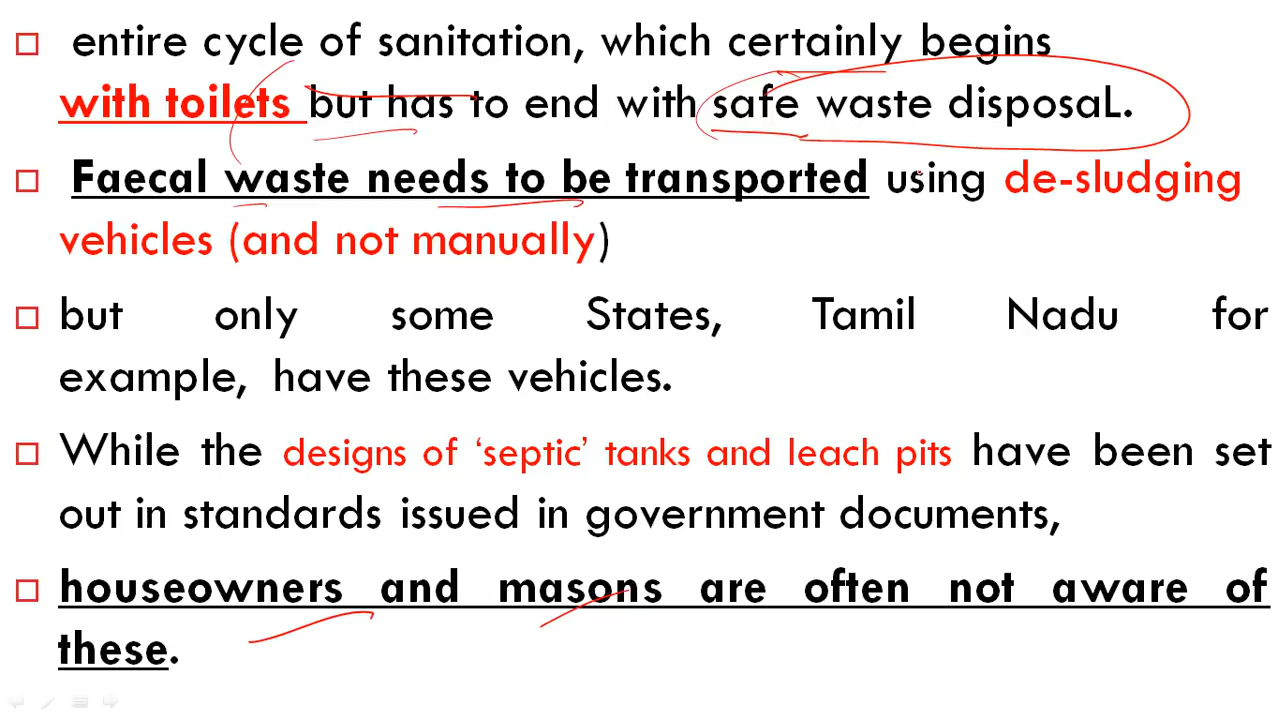 entire cycle of sanitation, which certainly begins
with toilets but has to end with safe waste disposaL.
Faecal waste needs to be transported using de-sludging
vehicles (and not manually)
but only some States, Tamil Nadu for
example, have these vehicles.
While the designs of ‘septic’ tanks and leach pits have been set
out in standards issued in government documents,
houseowners and masons are often not aware of
these.